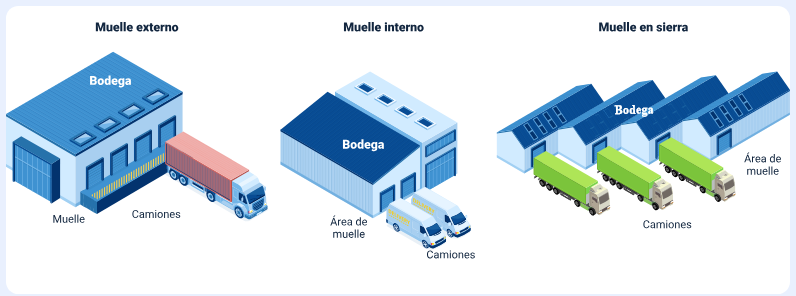 Muelle externo
Bodega
Muelle
Camiones
Muelle interno
Bodega
Área de
muelle
Camiones
Muelle en sierra
Bodega
Área de
muelle
Camiones